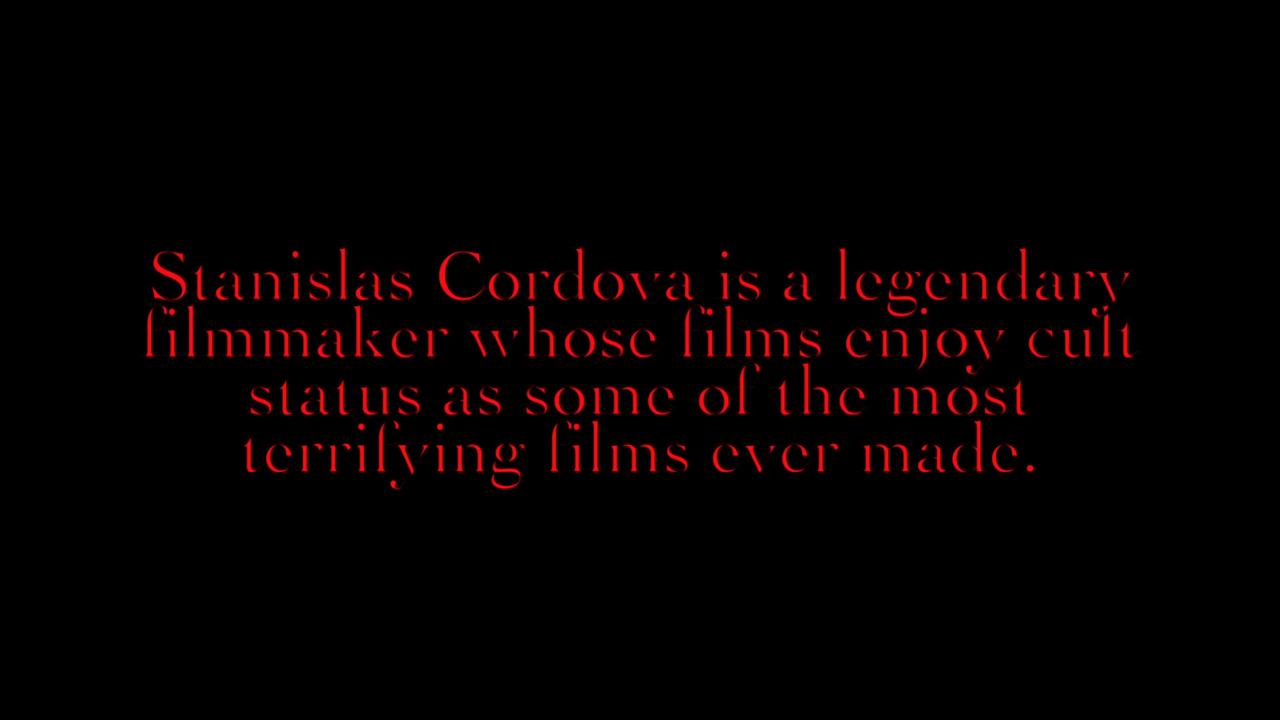 Stanislas Cordova is a legendary
filmmaker whose films enjoy cult
status as some of the most
terrifying films ever made.